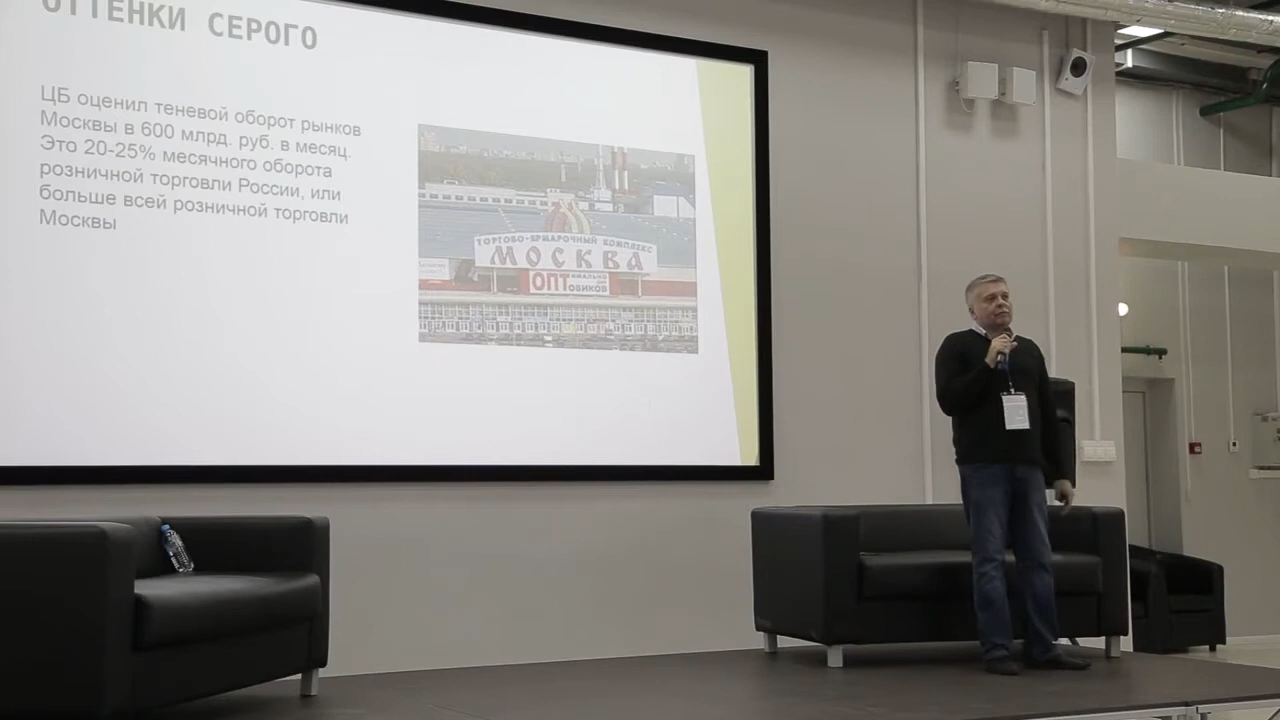 ОТТЕНКИ СЕРОГО
ЦБ оценил теневой оборот рынков
Москвы в 600 млрд. руб. в месяц.
Это 20-25% месячного оборота
розничной торговли России, или
больше всей розничной торговли
Москвы
ТОРГОВО-ЯРМАРОЧНЫЙ КОМПЛЕКС
МОСКВА
ОПТ
ОВИКОВ